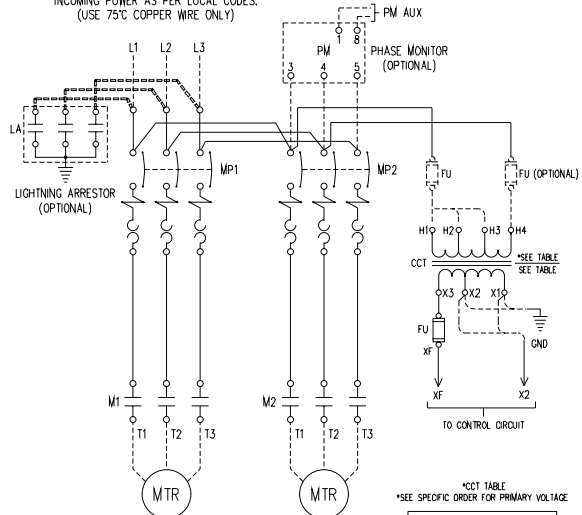 INCOMING POWER AS PER LOCAL CODES.
(USE 75°C COPPER WIRE ONLY)
PM AUX
L1 L2 L3
1 8
PM
PHASE MONITOR
(OPTIONAL)
3 4 5
LA
LIGHTNING ARRESTOR
(OPTIONAL)
MP1
MP2
FU
FU (OPTIONAL)
H1 H2 H3 H4
CCT
*SEE TABLE
SEE TABLE
X3 X2 X1
FU
XF
GND
XF X2
TO CONTROL CIRCUIT
M1
M2
T1 T2 T3
T1 T2 T3
MTR
MTR
*CCT TABLE
*SEE SPECIFIC ORDER FOR PRIMARY VOLTAGE